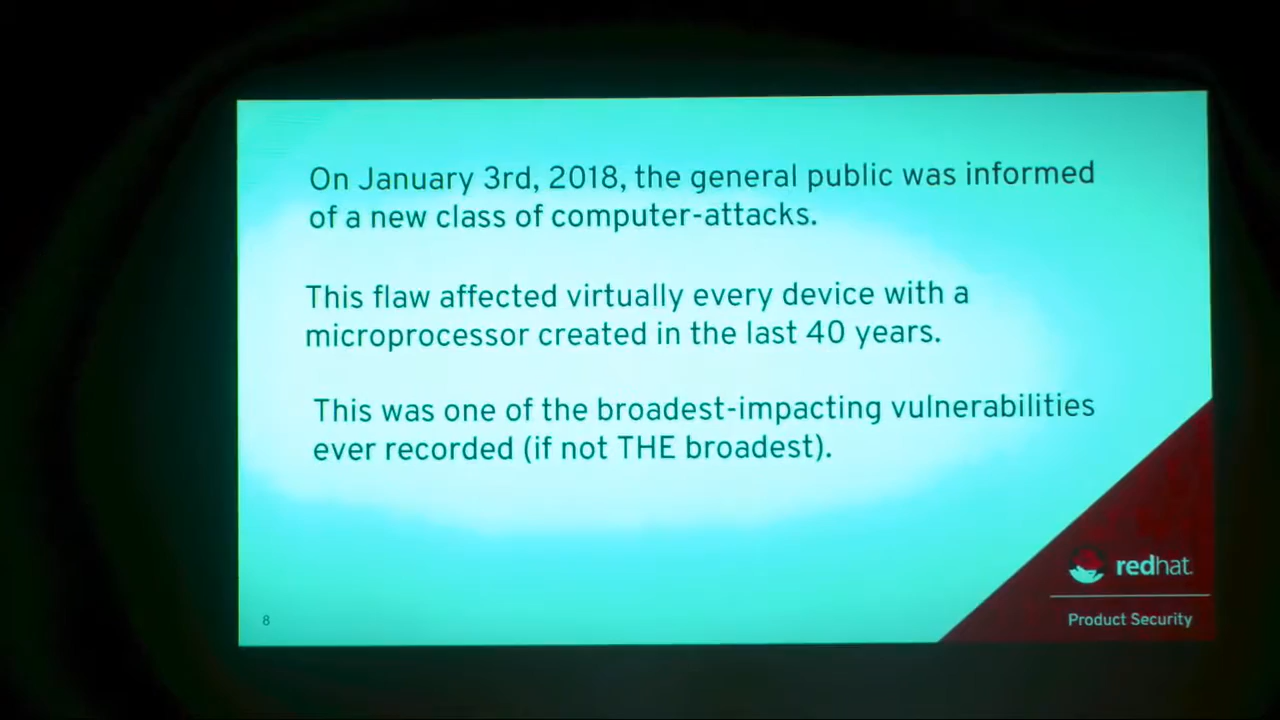 On January 3rd, 2018, the general public was informed
of a new class of computer-attacks.
This flaw affected virtually every device with a
microprocessor created in the last 40 years.
This was one of the broadest-impacting vulnerabilities
ever recorded (if not THE broadest).
redhat.
Product Security
8